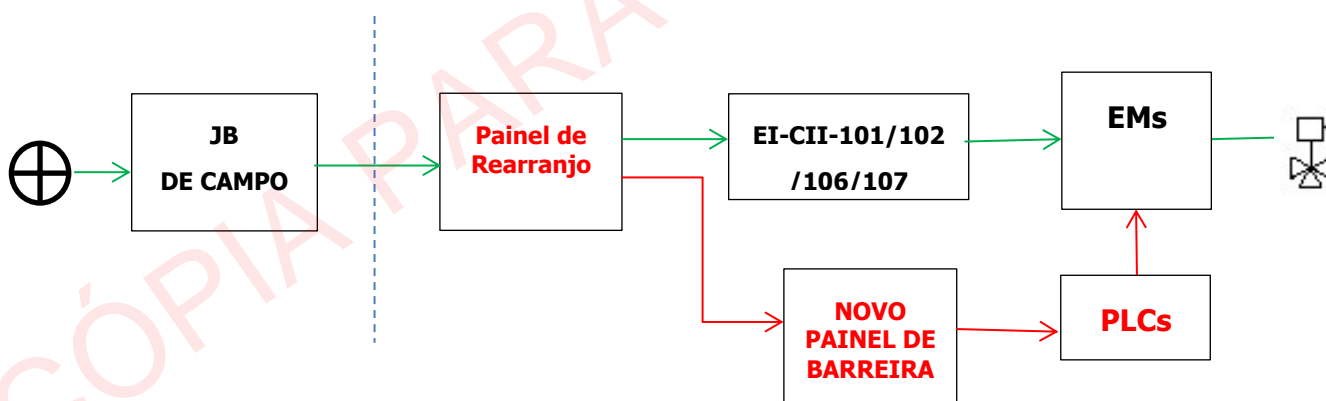 CÓPIA PARA
JB
DE CAMPO
Painel de
Rearranjo
EI-CII-101/102
/106/107
EMs
NOVO
PAINEL DE
BARREIRA
PLCs